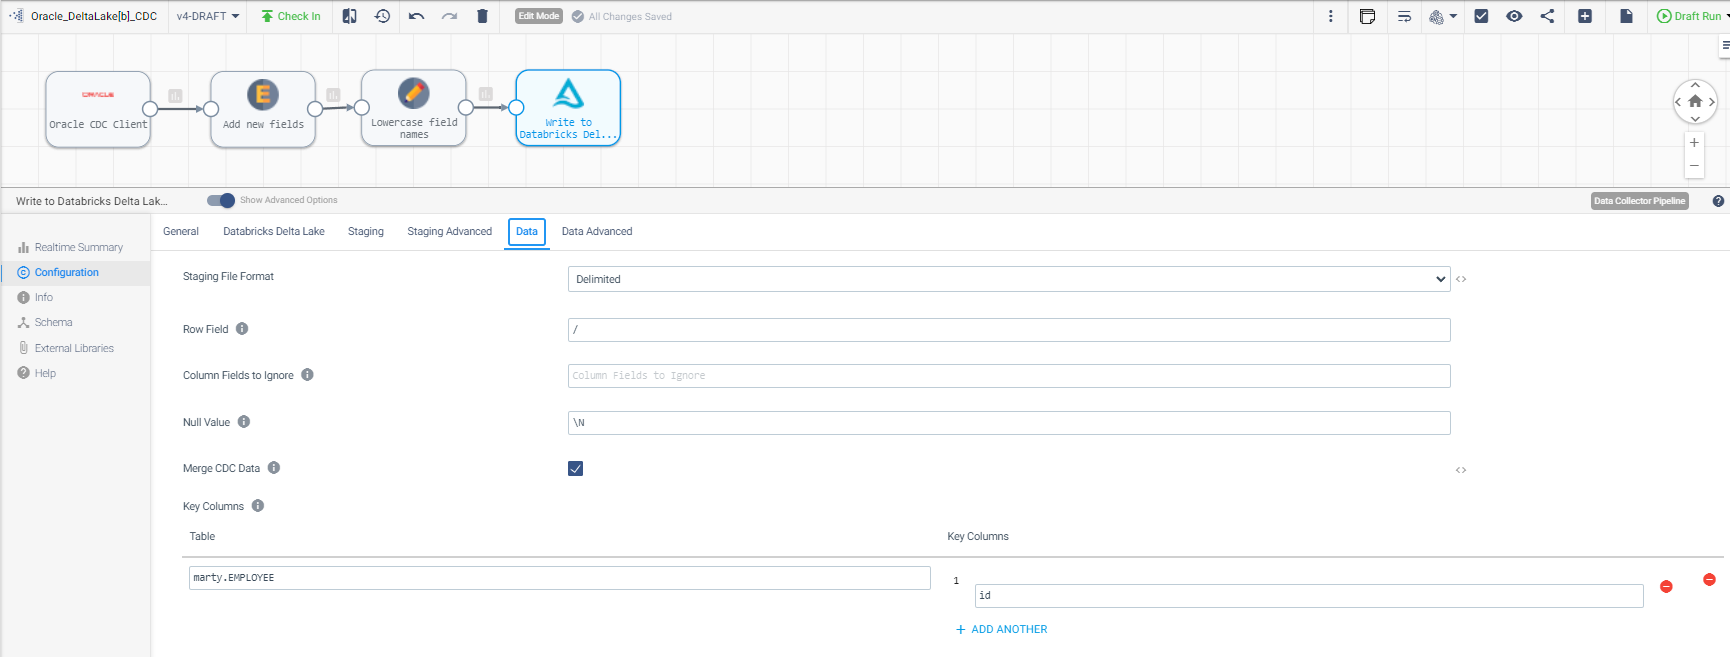 Oracle_DeltaLake[b]_CDC v4-DRAFT Check In Edit Mode All Changes Saved Draft Run
ORACLE
Oracle CDC Client
E
Add new fields
Lowercase field
names
Write to
Databricks Del...
Write to Databricks Delta Lak... Show Advanced Options Data Collector Pipeline
Realtime Summary
Configuration
Info
Schema
External Libraries
Help
General Databricks Delta Lake Staging Staging Advanced Data Data Advanced
Staging File Format Delimited
Row Field /
Column Fields to Ignore Column Fields to Ignore
Null Value \N
Merge CDC Data
Key Columns
Table Key Columns
marty.EMPLOYEE 1 id
+ ADD ANOTHER